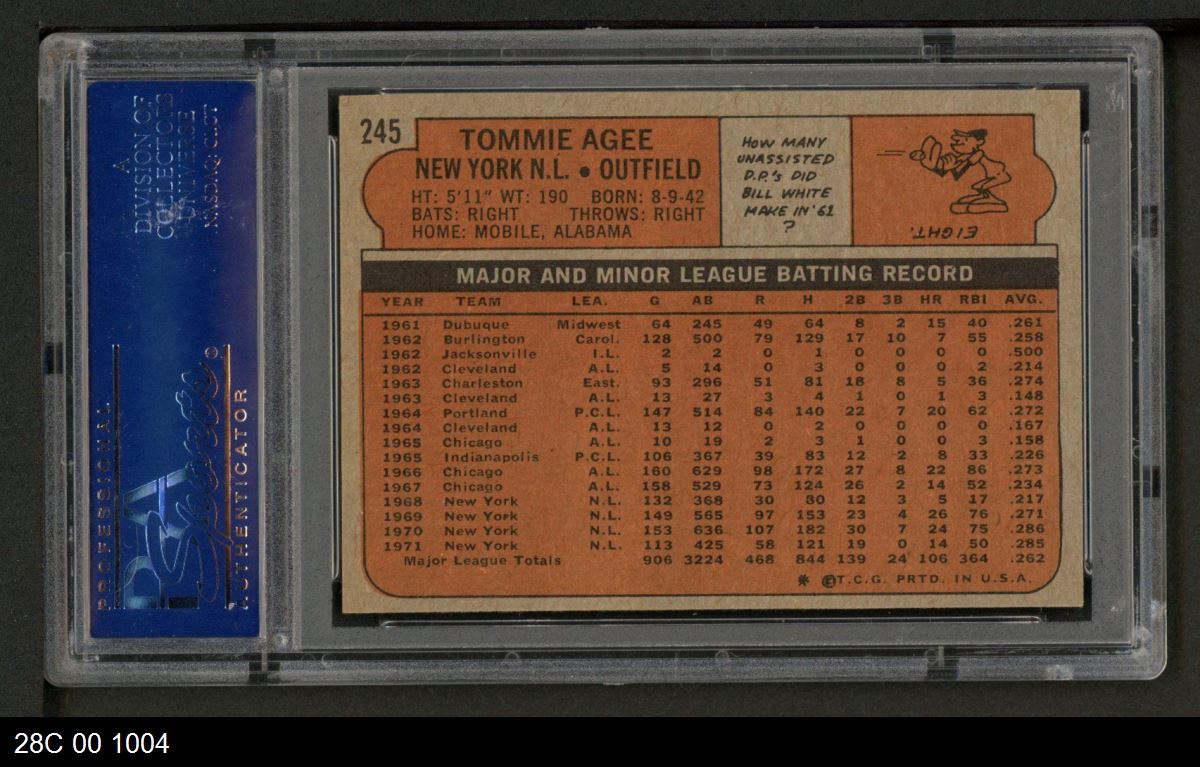 A
DIVISION OF
COLLECTORS
UNIVERSE
NASDAQ: CLCT
PROFESSIONAL
PSA
Sports
®
AUTHENTICATOR
245
TOMMIE AGEE
NEW YORK N.L. • OUTFIELD
HT: 5'11" WT: 190 BORN: 8-9-42
BATS: RIGHT THROWS: RIGHT
HOME: MOBILE, ALABAMA
HOW MANY
UNASSISTED
D.P.'s DID
BILL WHITE
MAKE IN '61
?
EIGHT.
MAJOR AND MINOR LEAGUE BATTING RECORD
YEAR TEAM LEA. G AB R H 2B 3B HR RBI AVG.
1961 Dubuque Midwest 64 245 49 64 8 2 15 40 .261
1962 Burlington Carol. 128 500 79 129 17 10 7 55 .258
1962 Jacksonville I.L. 2 2 0 1 0 0 0 0 .500
1962 Cleveland A.L. 5 14 0 3 0 0 0 2 .214
1963 Charleston East. 93 296 51 81 18 8 5 36 .274
1963 Cleveland A.L. 13 27 3 4 1 0 1 3 .148
1964 Portland P.C.L. 147 514 84 140 22 7 20 62 .272
1964 Cleveland A.L. 13 12 0 2 0 0 0 0 .167
1965 Chicago A.L. 10 19 2 3 1 0 0 3 .158
1965 Indianapolis P.C.L. 106 367 39 83 12 2 8 33 .226
1966 Chicago A.L. 160 629 98 172 27 8 22 86 .273
1967 Chicago A.L. 158 529 73 124 26 2 14 52 .234
1968 New York N.L. 132 368 30 80 12 3 5 17 .217
1969 New York N.L. 149 565 97 153 23 4 26 76 .271
1970 New York N.L. 153 636 107 182 30 7 24 75 .286
1971 New York N.L. 113 425 58 121 19 0 14 50 .285
Major League Totals 906 3224 468 844 139 24 106 364 .262
* ©T.C.G. PRTD. IN U.S.A.
28C 00 1004